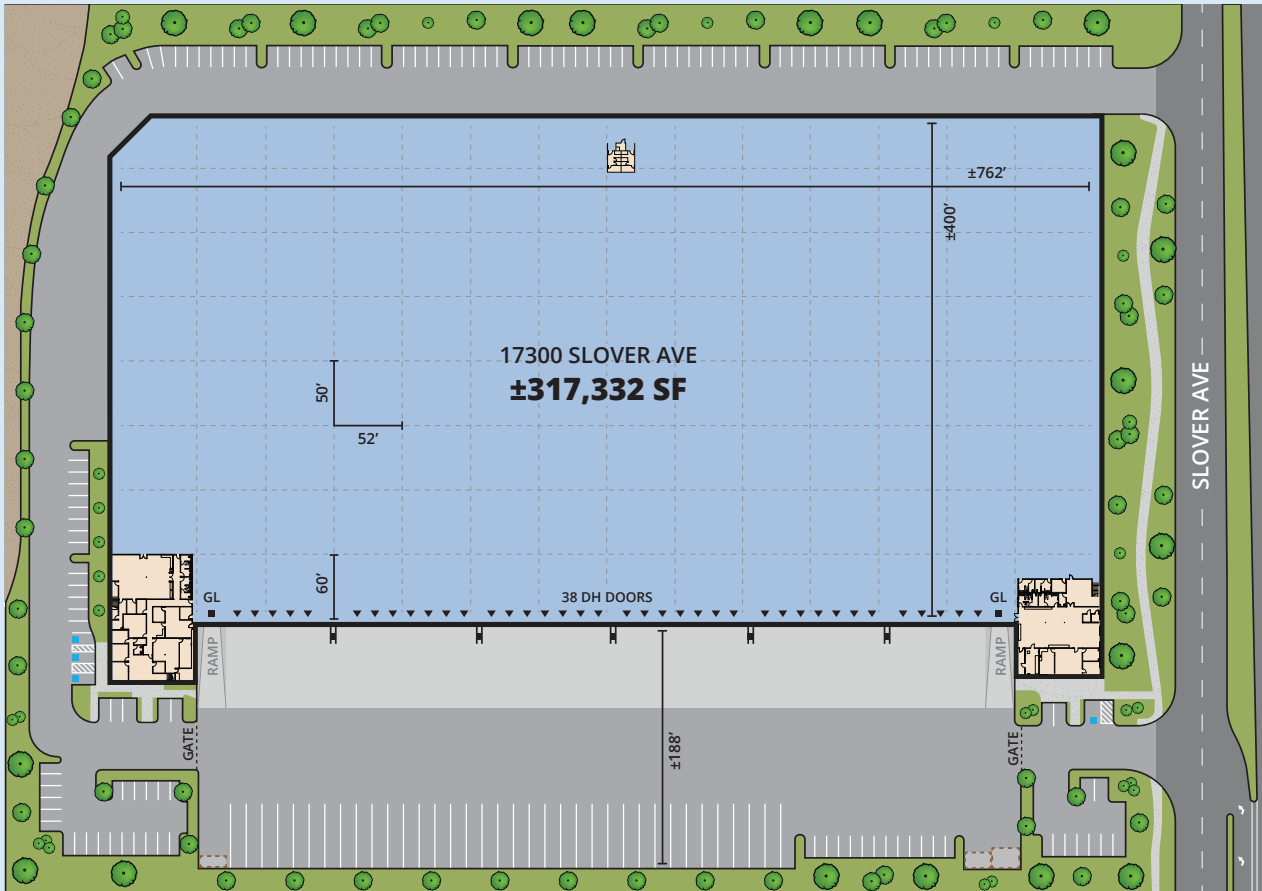 ±762’
±400’
17300 SLOVER AVE
±317,332 SF
50’
52’
SLOVER AVE
60’
GL
38 DH DOORS
GL
RAMP
RAMP
GATE
±188’
GATE